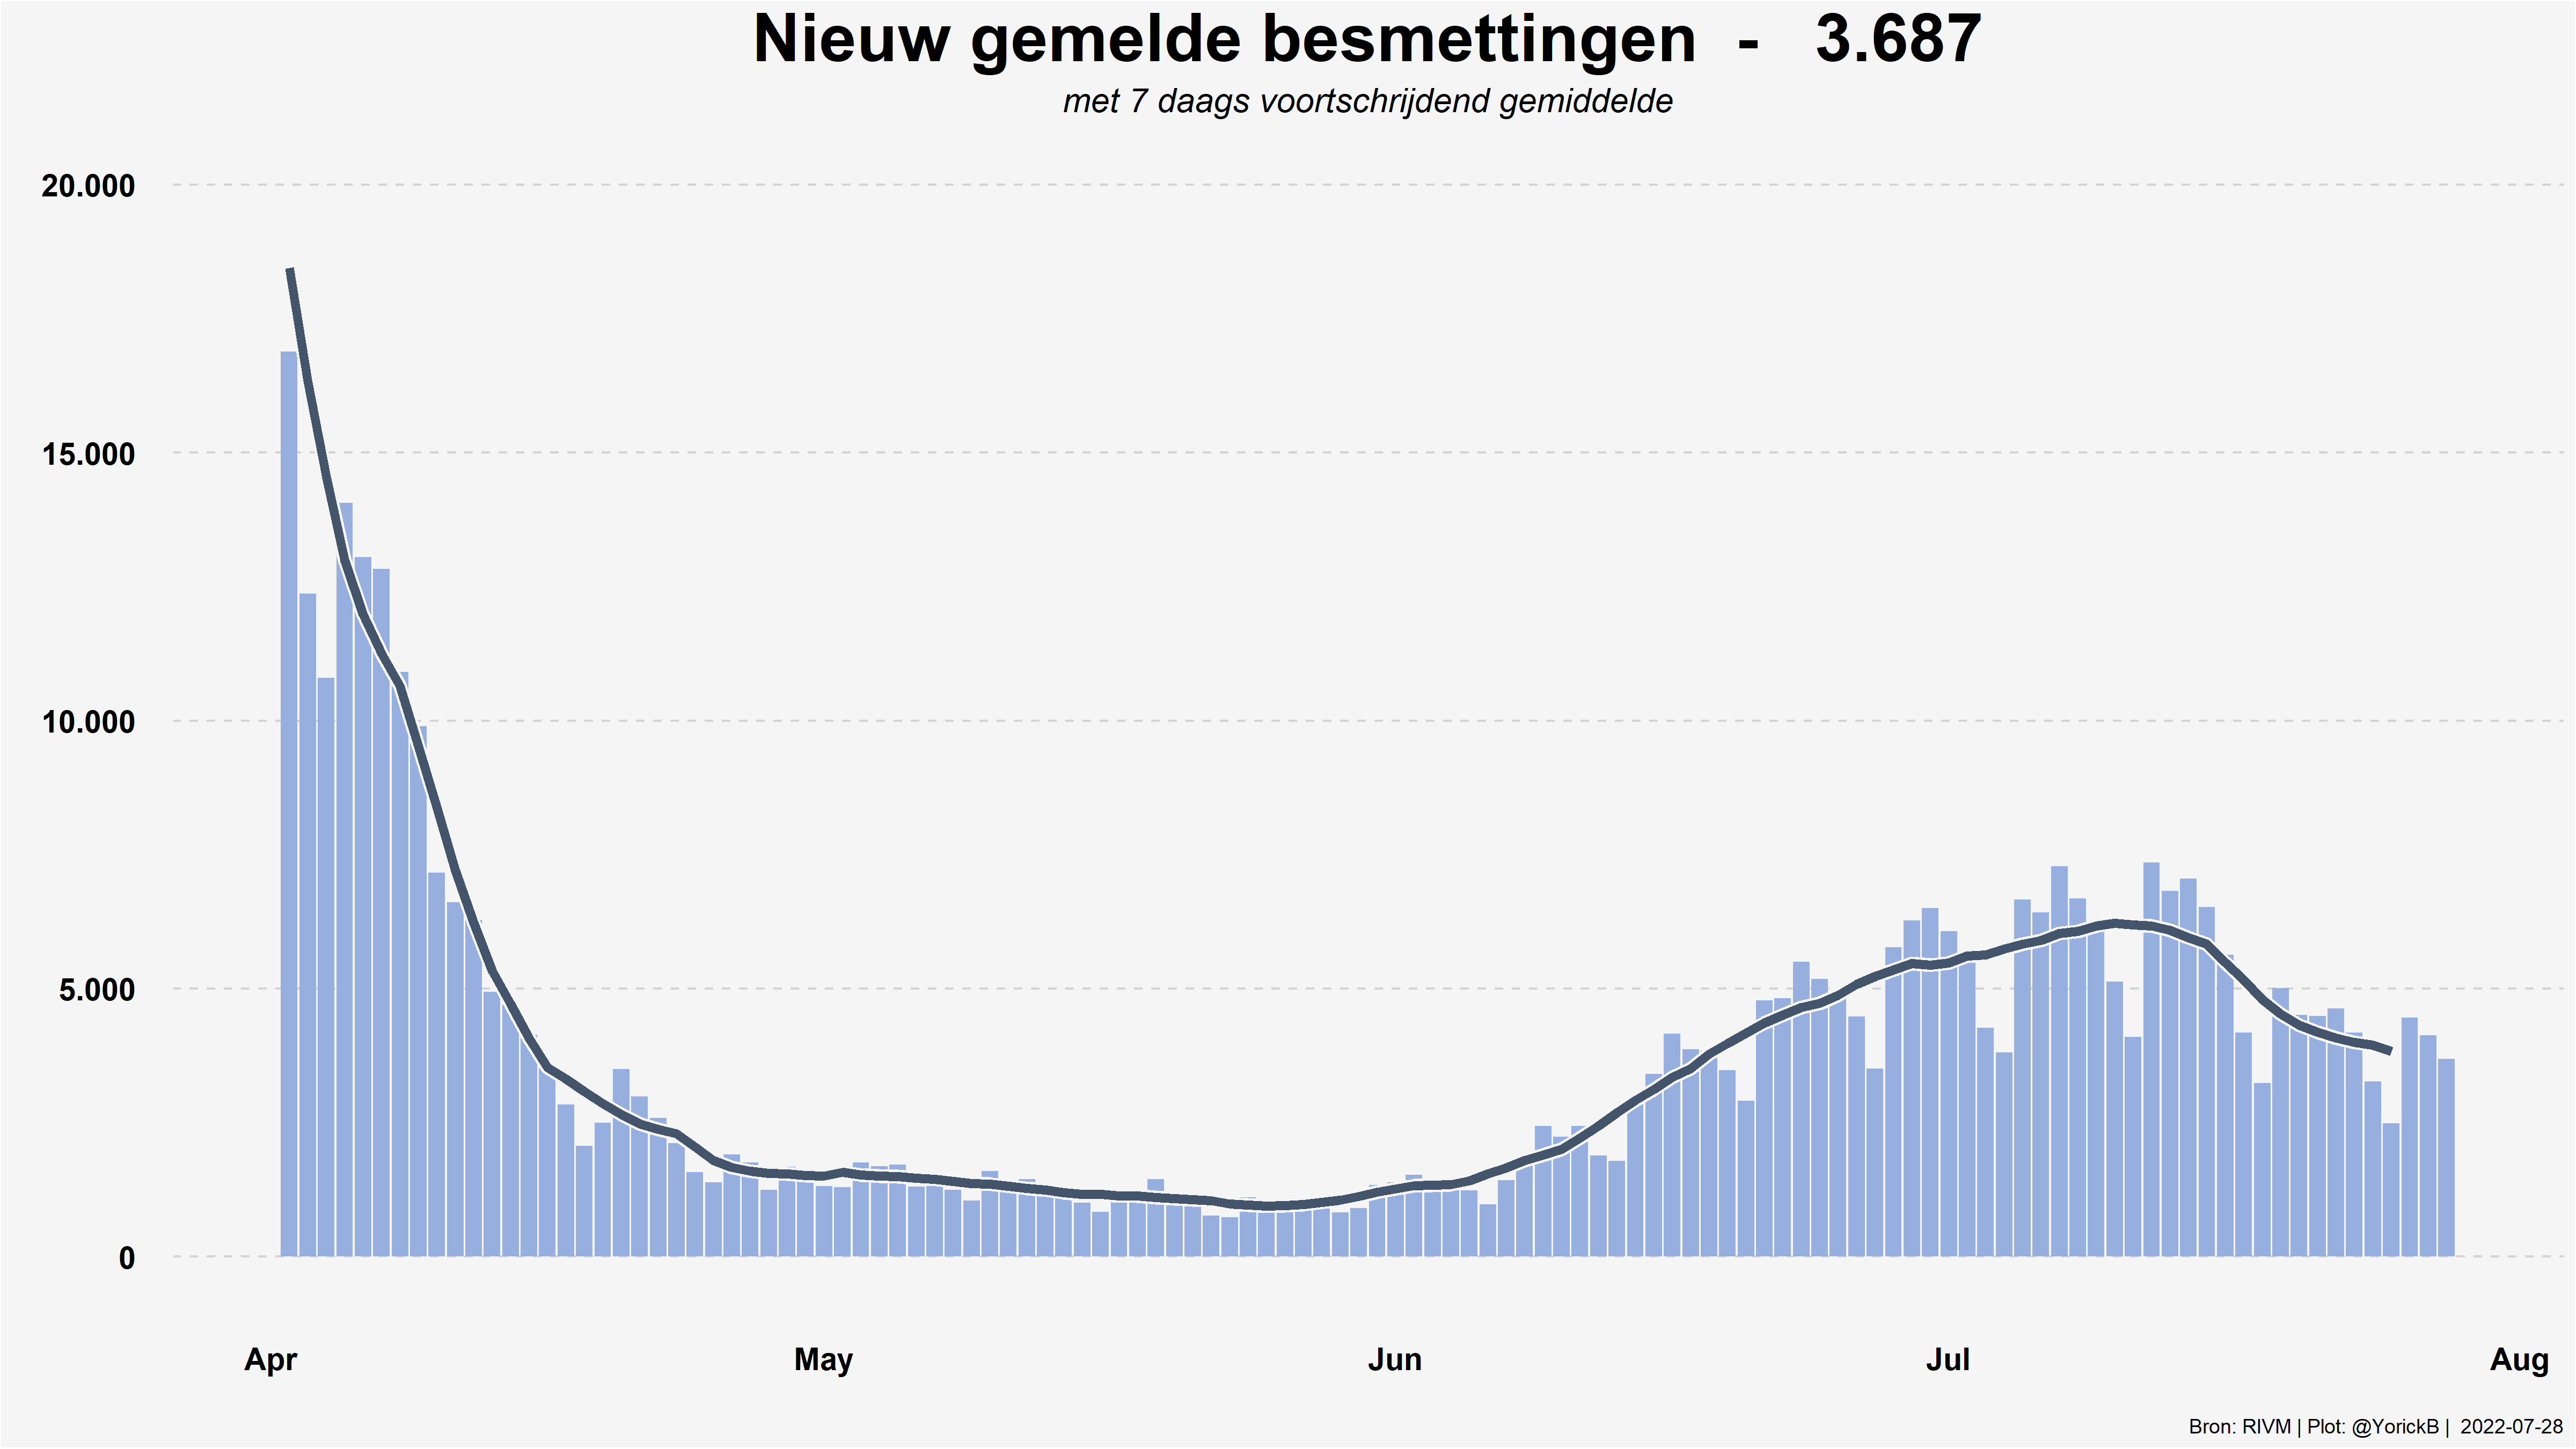 Nieuw gemelde besmettingen - 3.687
met 7 daags voortschrijdend gemiddelde
20.000
15.000
10.000
5.000
0
Apr May Jun Jul Aug
Bron: RIVM | Plot: @YorickB | 2022-07-28